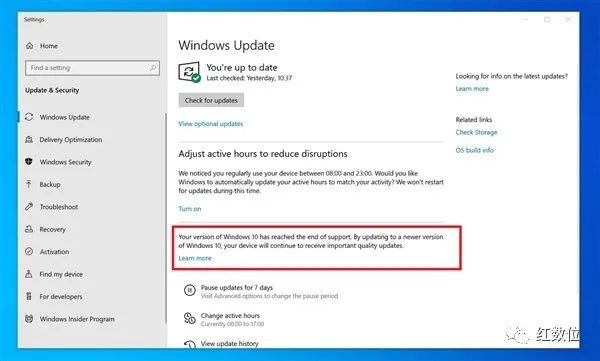 Settings
Home
Find a setting
Update & Security
Windows Update
Delivery Optimization
Windows Security
Backup
Troubleshoot
Recovery
Activation
Find my device
For developers
Windows Insider Program
Windows Update
You're up to date
Last checked: Yesterday, 10:37
Check for updates
View optional updates
Adjust active hours to reduce disruptions
We noticed you regularly use your device between 08:00 and 23:00. Would you like
Windows to automatically update your active hours to match your activity? We won't restart
for updates during this time.
Turn on
Your version of Windows 10 has reached the end of support. By updating to a newer version
of Windows 10, your device will continue to receive important quality updates.
Learn more
Pause updates for 7 days
Visit Advanced options to change the pause period
Change active hours
Currently 08:00 to 17:00
View update history
Looking for info on the latest updates?
Learn more
Related links
Check Storage
OS build info
红数位